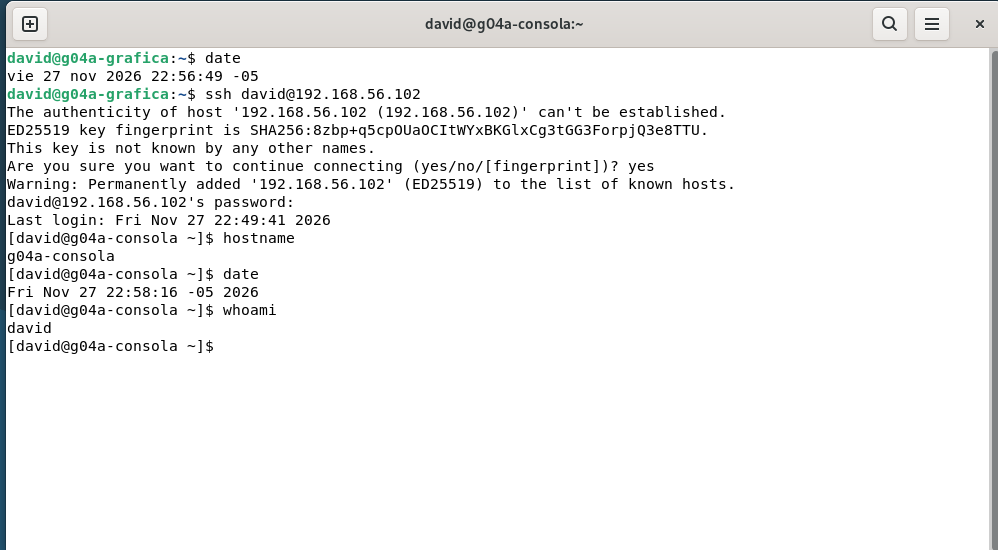 david@g04a-consola:~
david@g04a-grafica:~$ date
vie 27 nov 2026 22:56:49 -05
david@g04a-grafica:~$ ssh david@192.168.56.102
The authenticity of host '192.168.56.102 (192.168.56.102)' can't be established.
ED25519 key fingerprint is SHA256:8zbp+q5cpOUaOCItWYxBKGlxCg3tGG3ForpjQ3e8TTU.
This key is not known by any other names.
Are you sure you want to continue connecting (yes/no/[fingerprint])? yes
Warning: Permanently added '192.168.56.102' (ED25519) to the list of known hosts.
david@192.168.56.102's password:
Last login: Fri Nov 27 22:49:41 2026
[david@g04a-consola ~]$ hostname
g04a-consola
[david@g04a-consola ~]$ date
Fri Nov 27 22:58:16 -05 2026
[david@g04a-consola ~]$ whoami
david
[david@g04a-consola ~]$